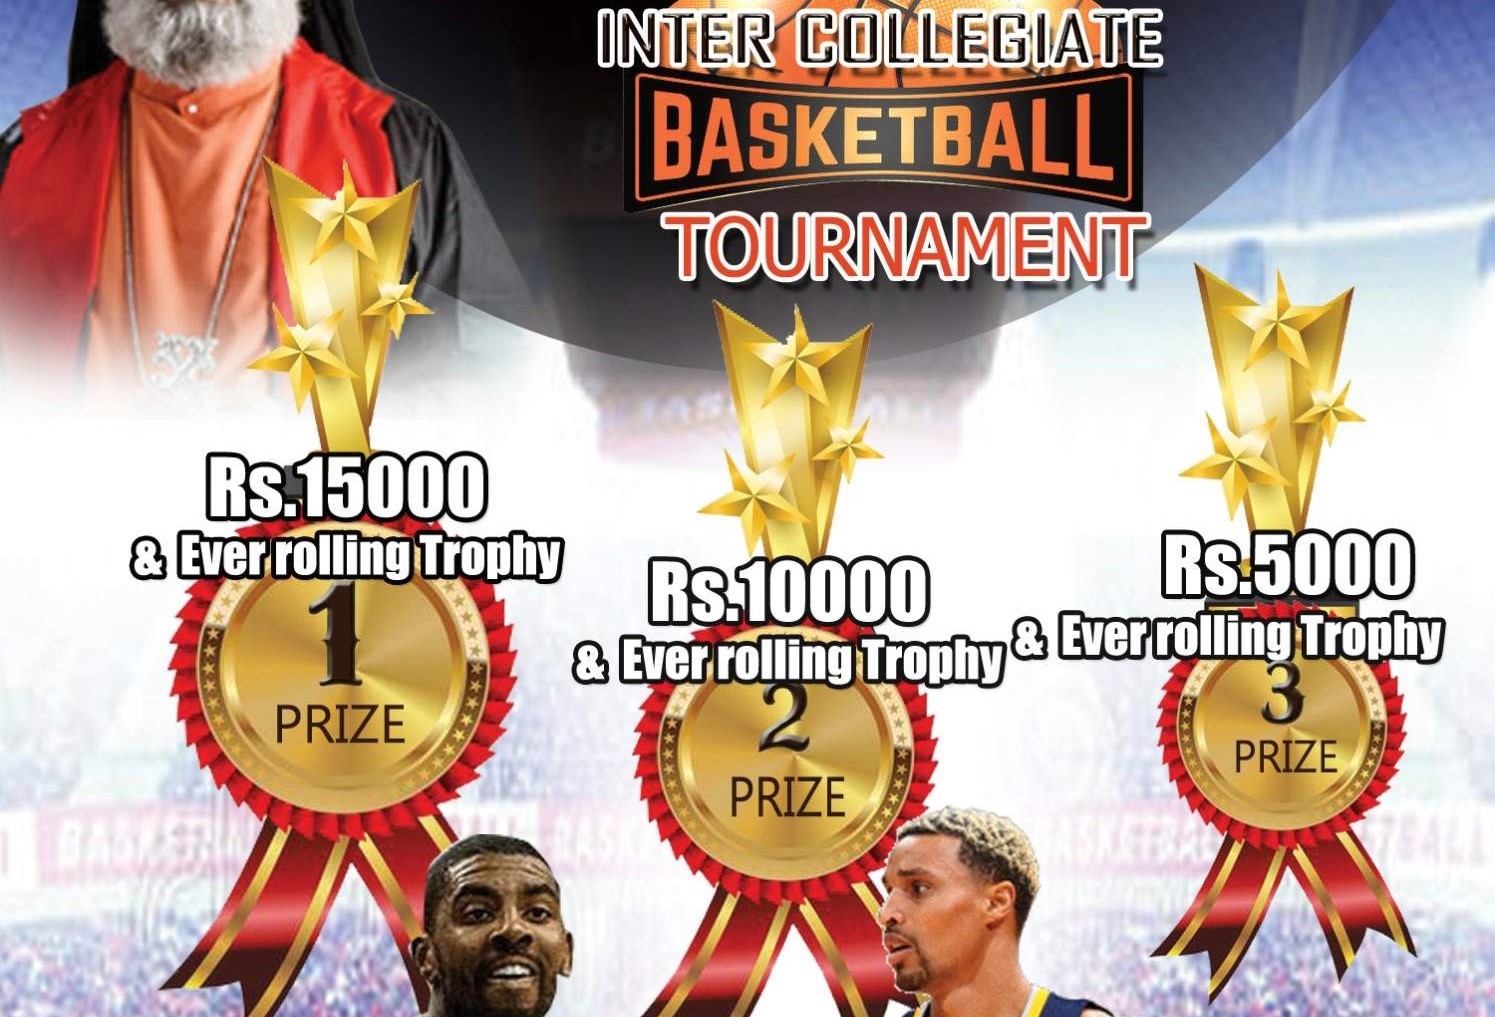 INTER COLLEGIATE
BASKETBALL
TOURNAMENT
Rs.15000
& Ever rolling Trophy
1
PRIZE
Rs.10000
& Ever rolling Trophy
2
PRIZE
Rs.5000
& Ever rolling Trophy
3
PRIZE